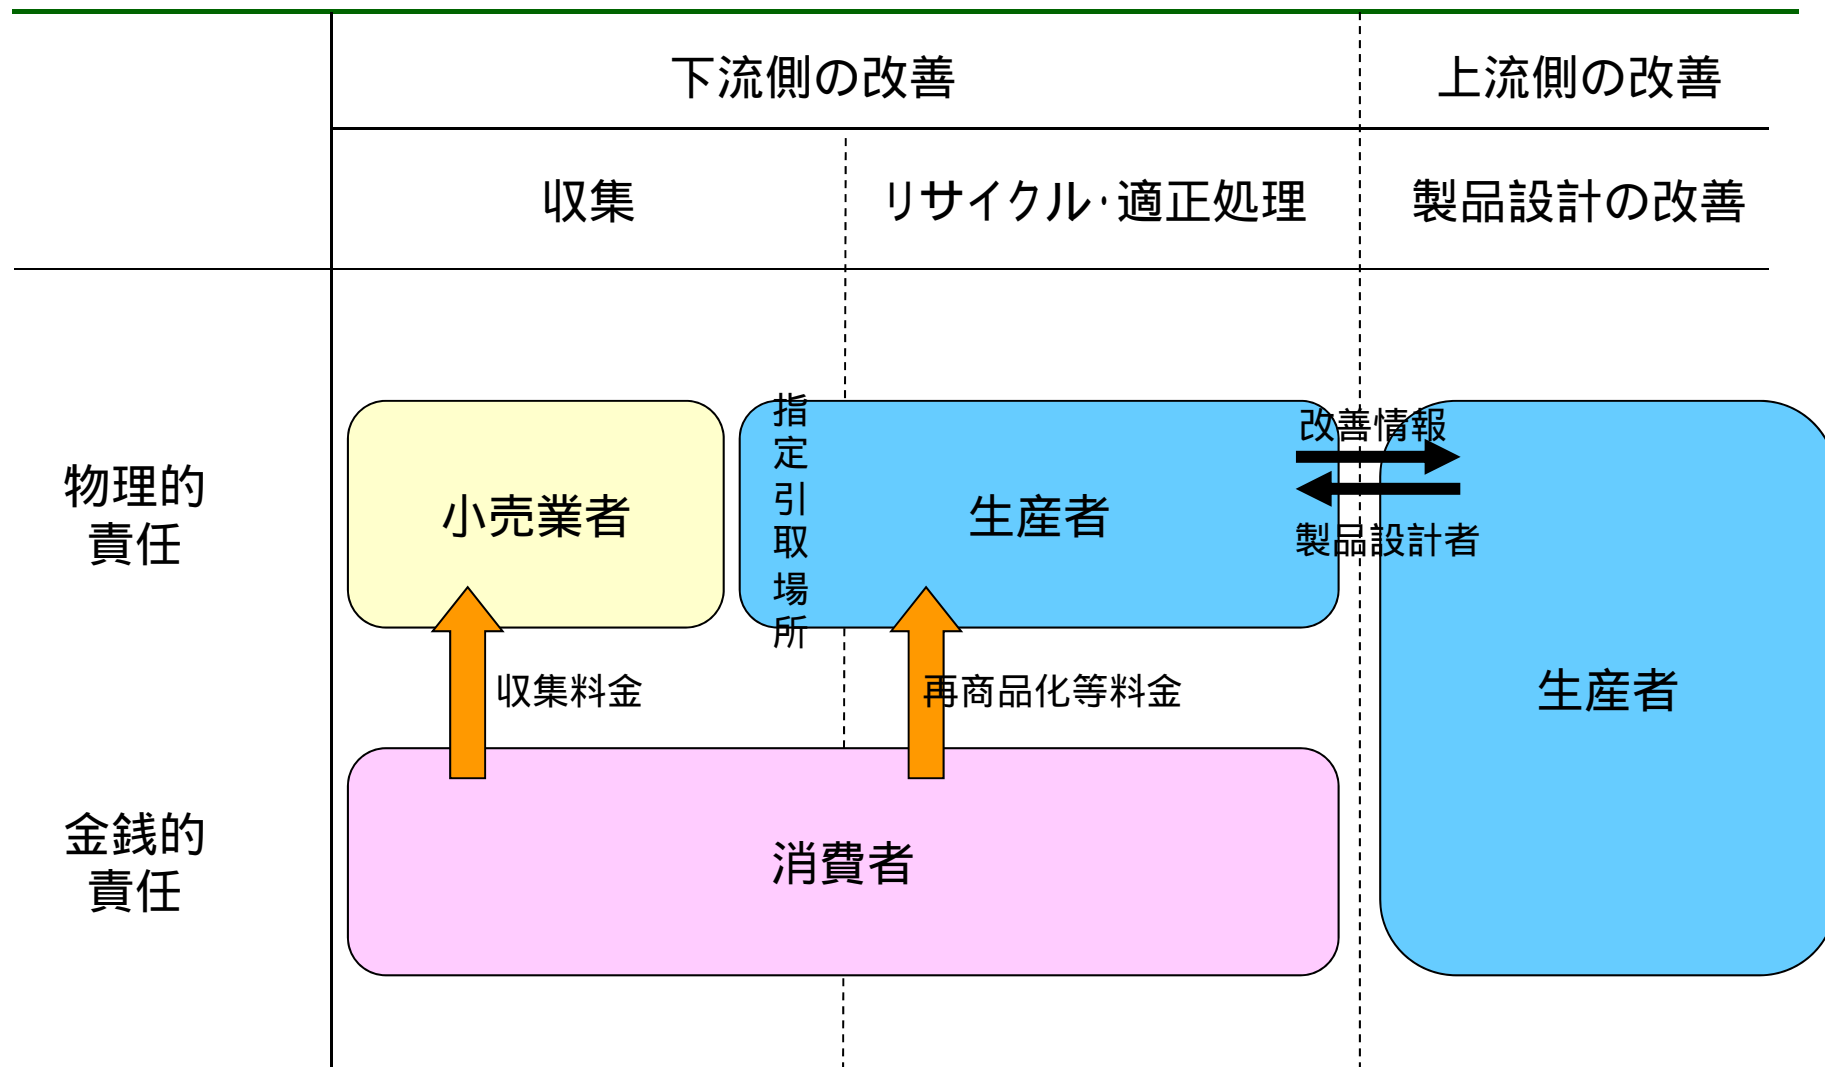 下流側の改善
上流側の改善
収集
リサイクル・適正処理
製品設計の改善
物理的
責任
小売業者
指定引取場所
生産者
改善情報
製品設計者
収集料金
再商品化等料金
生産者
金銭的
責任
消費者